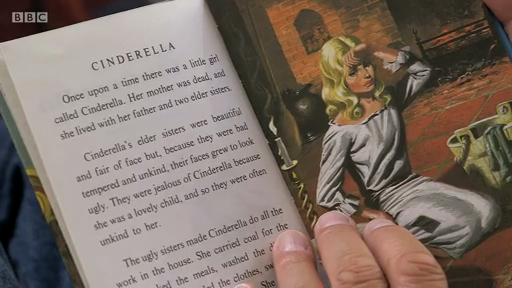 BBC
CINDERELLA
Once upon a time there was a little girl
called Cinderella. Her mother was dead, and
she lived with her father and two elder sisters.
Cinderella's elder sisters were beautiful
and fair of face but, because they were bad
tempered and unkind, their faces grew to look
ugly. They were jealous of Cinderella because
she was a lovely child, and so they were often
unkind to her.
The ugly sisters made Cinderella do all the
work in the house. She carried coal for the
the meals, washed the
the clothes,
She